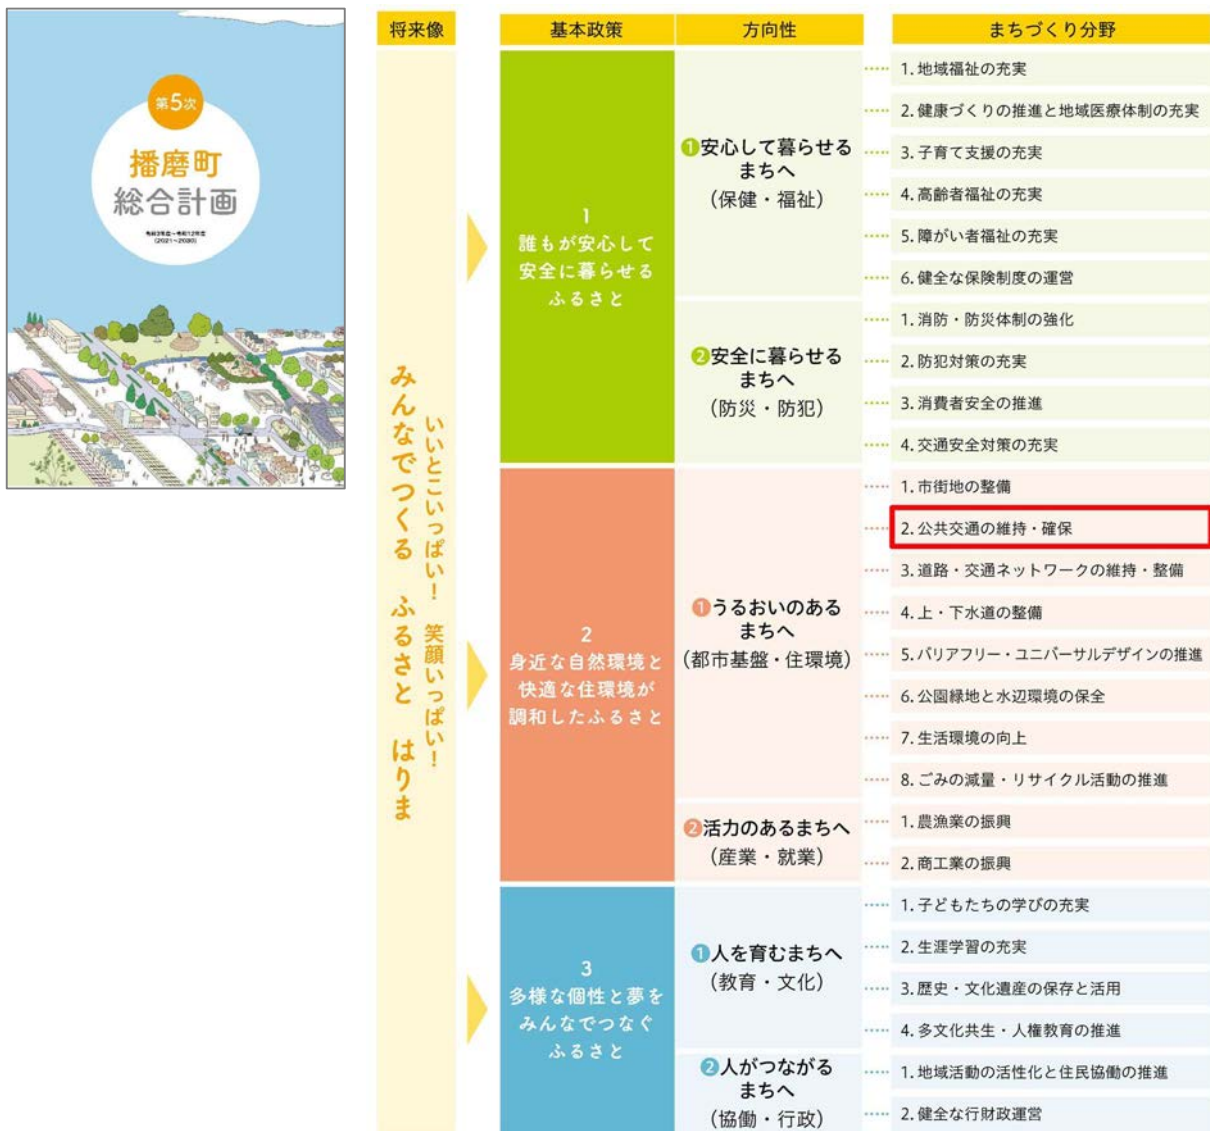 第5次
播磨町
総合計画
令和3年度~令和12年度
(2021~2030)
将来像
いいとこいっぱい！ 笑顔いっぱい！
みんなでつくる ふるさと はりま
基本政策
方向性
まちづくり分野
1
誰もが安心して
安全に暮らせる
ふるさと
❶安心して暮らせる
まちへ
(保健・福祉)
1.地域福祉の充実
2.健康づくりの推進と地域医療体制の充実
3.子育て支援の充実
4.高齢者福祉の充実
5.障がい者福祉の充実
6.健全な保険制度の運営
❷安全に暮らせる
まちへ
(防災・防犯)
1.消防・防災体制の強化
2.防犯対策の充実
3.消費者安全の推進
4.交通安全対策の充実
2
身近な自然環境と
快適な住環境が
調和したふるさと
❶うるおいのある
まちへ
(都市基盤・住環境)
1.市街地の整備
2.公共交通の維持・確保
3.道路・交通ネットワークの維持・整備
4.上・下水道の整備
5.バリアフリー・ユニバーサルデザインの推進
6.公園緑地と水辺環境の保全
7.生活環境の向上
8.ごみの減量・リサイクル活動の推進
❷活力のあるまちへ
(産業・就業)
1.農漁業の振興
2.商工業の振興
3
多様な個性と夢を
みんなでつなぐ
ふるさと
❶人を育むまちへ
(教育・文化)
1.子どもたちの学びの充実
2.生涯学習の充実
3.歴史・文化遺産の保存と活用
4.多文化共生・人権教育の推進
❷人がつながる
まちへ
(協働・行政)
1.地域活動の活性化と住民協働の推進
2.健全な行財政運営